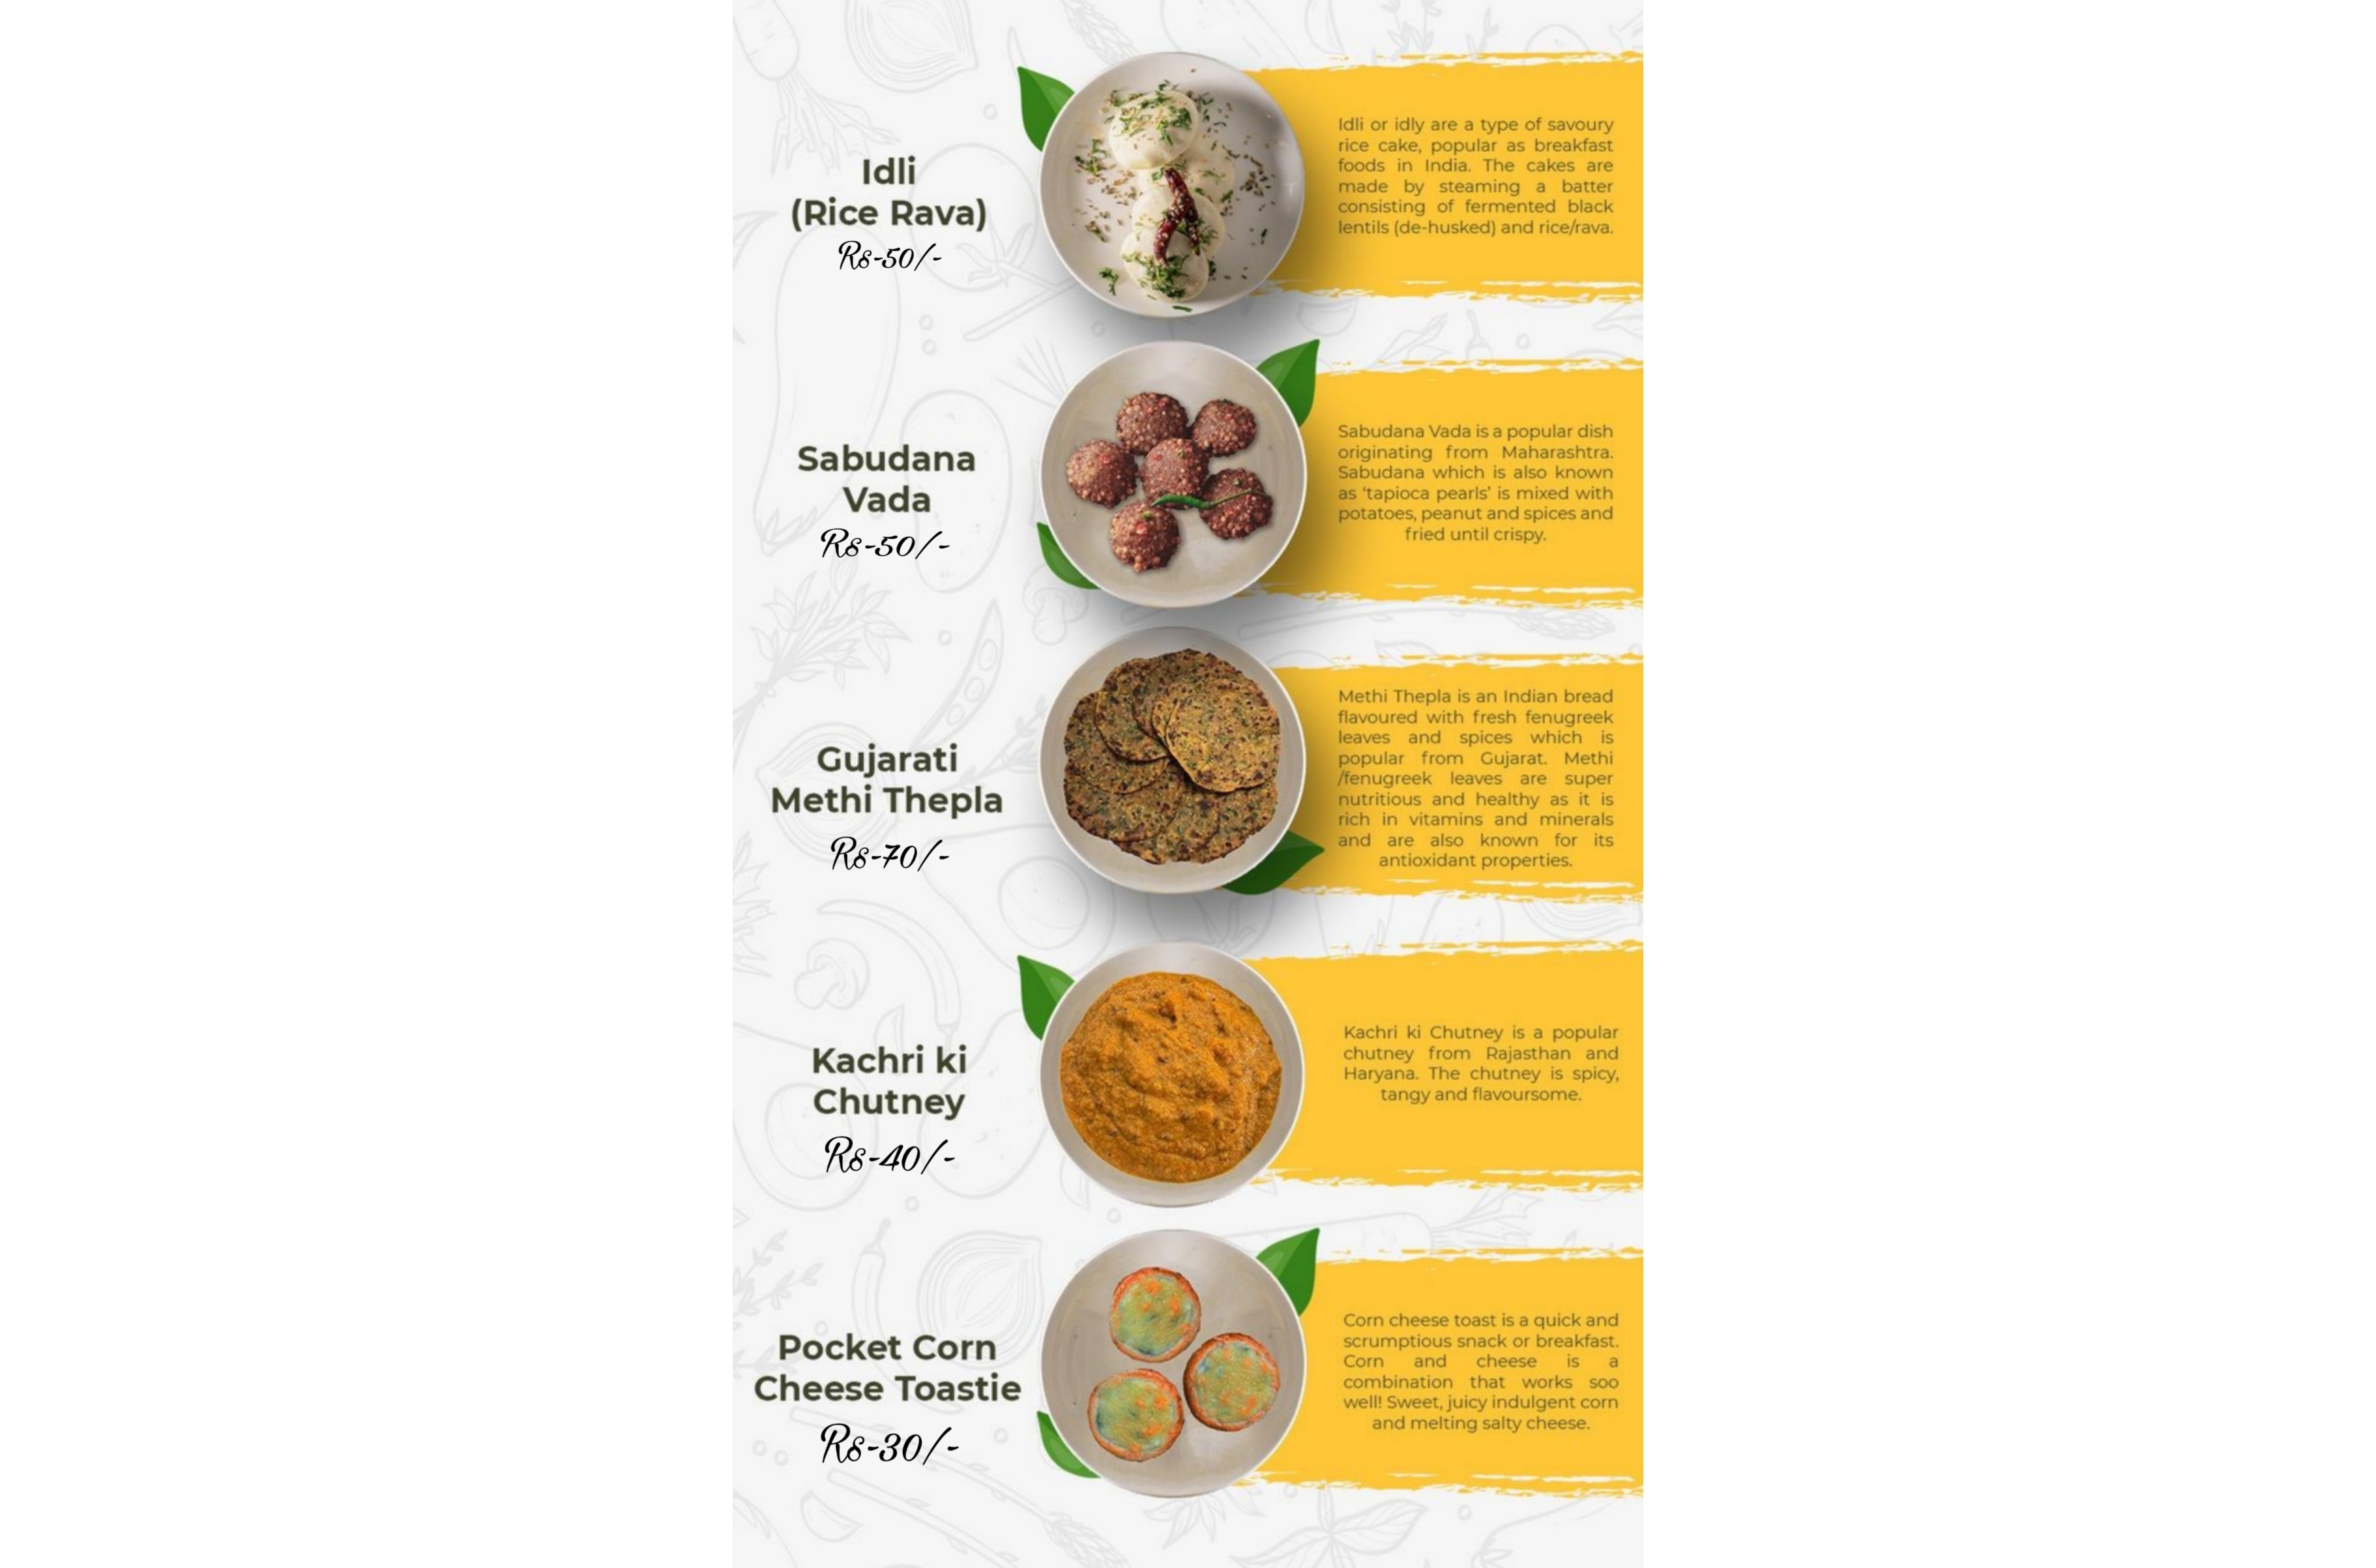 Idli
(Rice Rava)
Rs-50/-
Idli or idly are a type of savoury
rice cake, popular as breakfast
foods in India. The cakes are
made by steaming a batter
consisting of fermented black
lentils (de-husked) and rice/rava.
Sabudana
Vada
Rs-50/-
Sabudana Vada is a popular dish
originating from Maharashtra.
Sabudana which is also known
as ‘tapioca pearls’ is mixed with
potatoes, peanut and spices and
fried until crispy.
Gujarati
Methi Thepla
Rs-70/-
Methi Thepla is an Indian bread
flavoured with fresh fenugreek
leaves and spices which is
popular from Gujarat. Methi
/fenugreek leaves are super
nutritious and healthy as it is
rich in vitamins and minerals
and are also known for its
antioxidant properties.
Kachri ki
Chutney
Rs-40/-
Kachri ki Chutney is a popular
chutney from Rajasthan and
Haryana. The chutney is spicy,
tangy and flavoursome.
Pocket Corn
Cheese Toastie
Rs-30/-
Corn cheese toast is a quick and
scrumptious snack or breakfast.
Corn and cheese is a
combination that works soo
well! Sweet, juicy indulgent corn
and melting salty cheese.